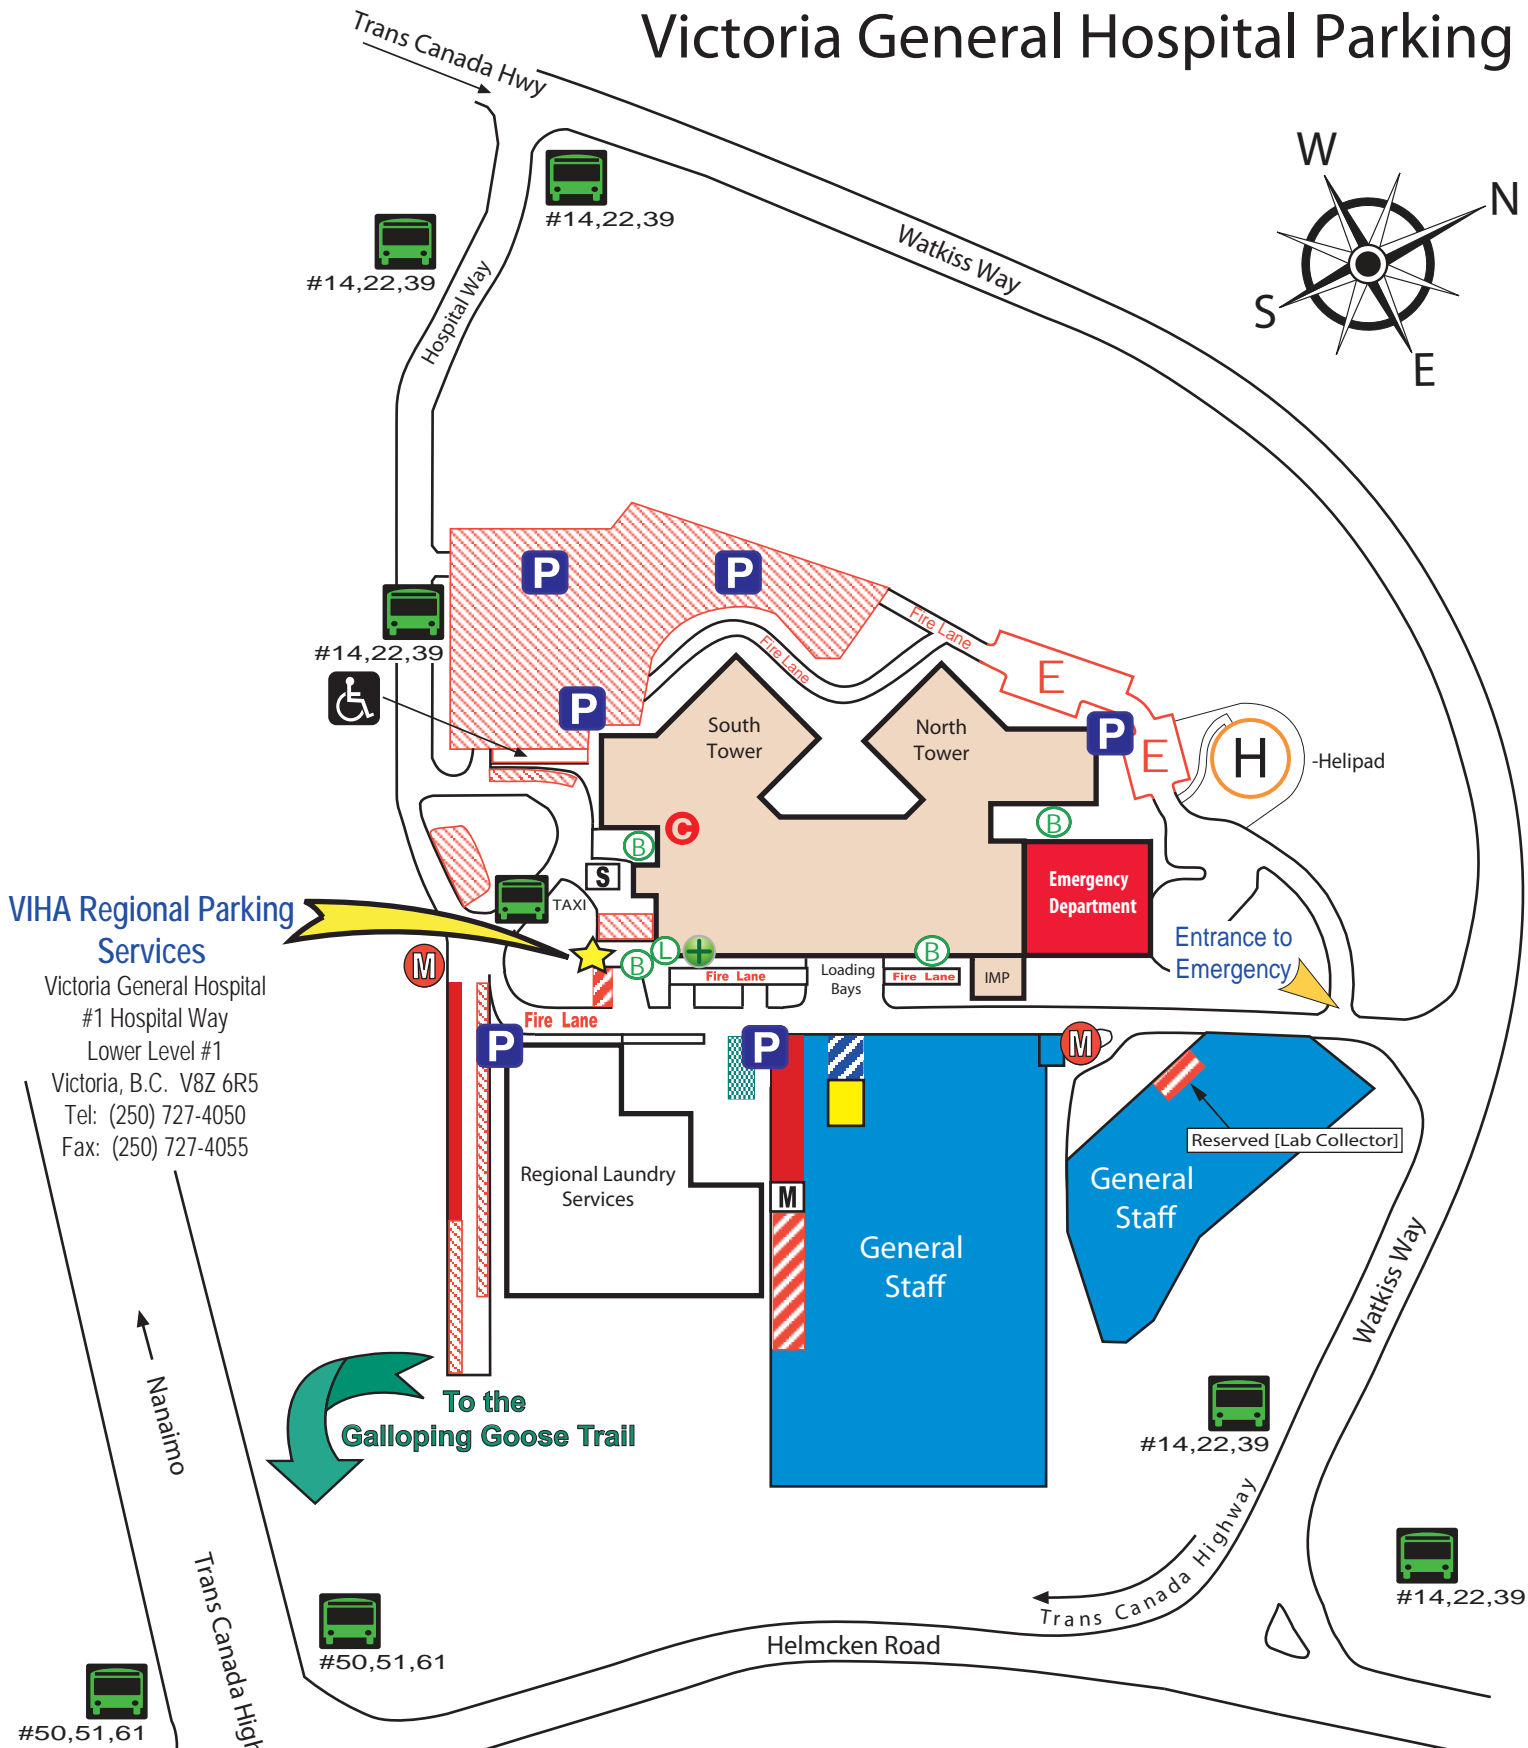 Victoria General Hospital Parking
Trans Canada Hwy
#14,22,39
#14,22,39
Hospital Way
Watkiss Way
W
N
S
E
P
P
#14,22,39
Fire Lane
Fire Lane
E
P
P
E
H
-Helipad
South
Tower
North
Tower
C
B
B
S
TAXI
Emergency
Department
VIHA Regional Parking
Services
Victoria General Hospital
#1 Hospital Way
Lower Level #1
Victoria, B.C. V8Z 6R5
Tel: (250) 727-4050
Fax: (250) 727-4055
M
L
B
B
Fire Lane
Loading
Bays
Fire Lane
IMP
Entrance to
Emergency
Fire Lane
P
P
M
Reserved [Lab Collector]
Regional Laundry
Services
M
General
Staff
General
Staff
Watkiss Way
Nanaimo
To the
Galloping Goose Trail
#14,22,39
Trans Canada Highway
#14,22,39
Trans Canada High
#50,51,61
Helmcken Road
#50,51,61